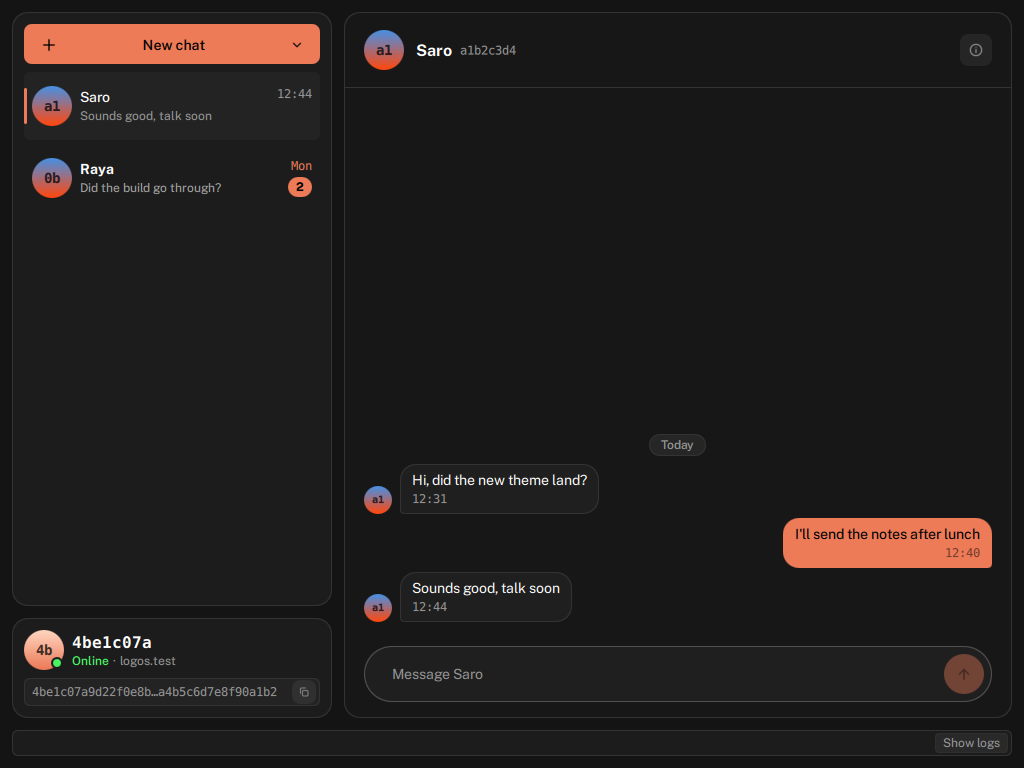 New chat
a1
Saro
12:44
Sounds good, talk soon
0b
Raya
Mon
Did the build go through?
2
4b
4be1c07a
Online · logos.test
4be1c07a9d22f0e8b…a4b5c6d7e8f90a1b2
a1
Saro a1b2c3d4
Today
Hi, did the new theme land?
a1
12:31
I'll send the notes after lunch
12:40
Sounds good, talk soon
a1
12:44
Message Saro
Show logs